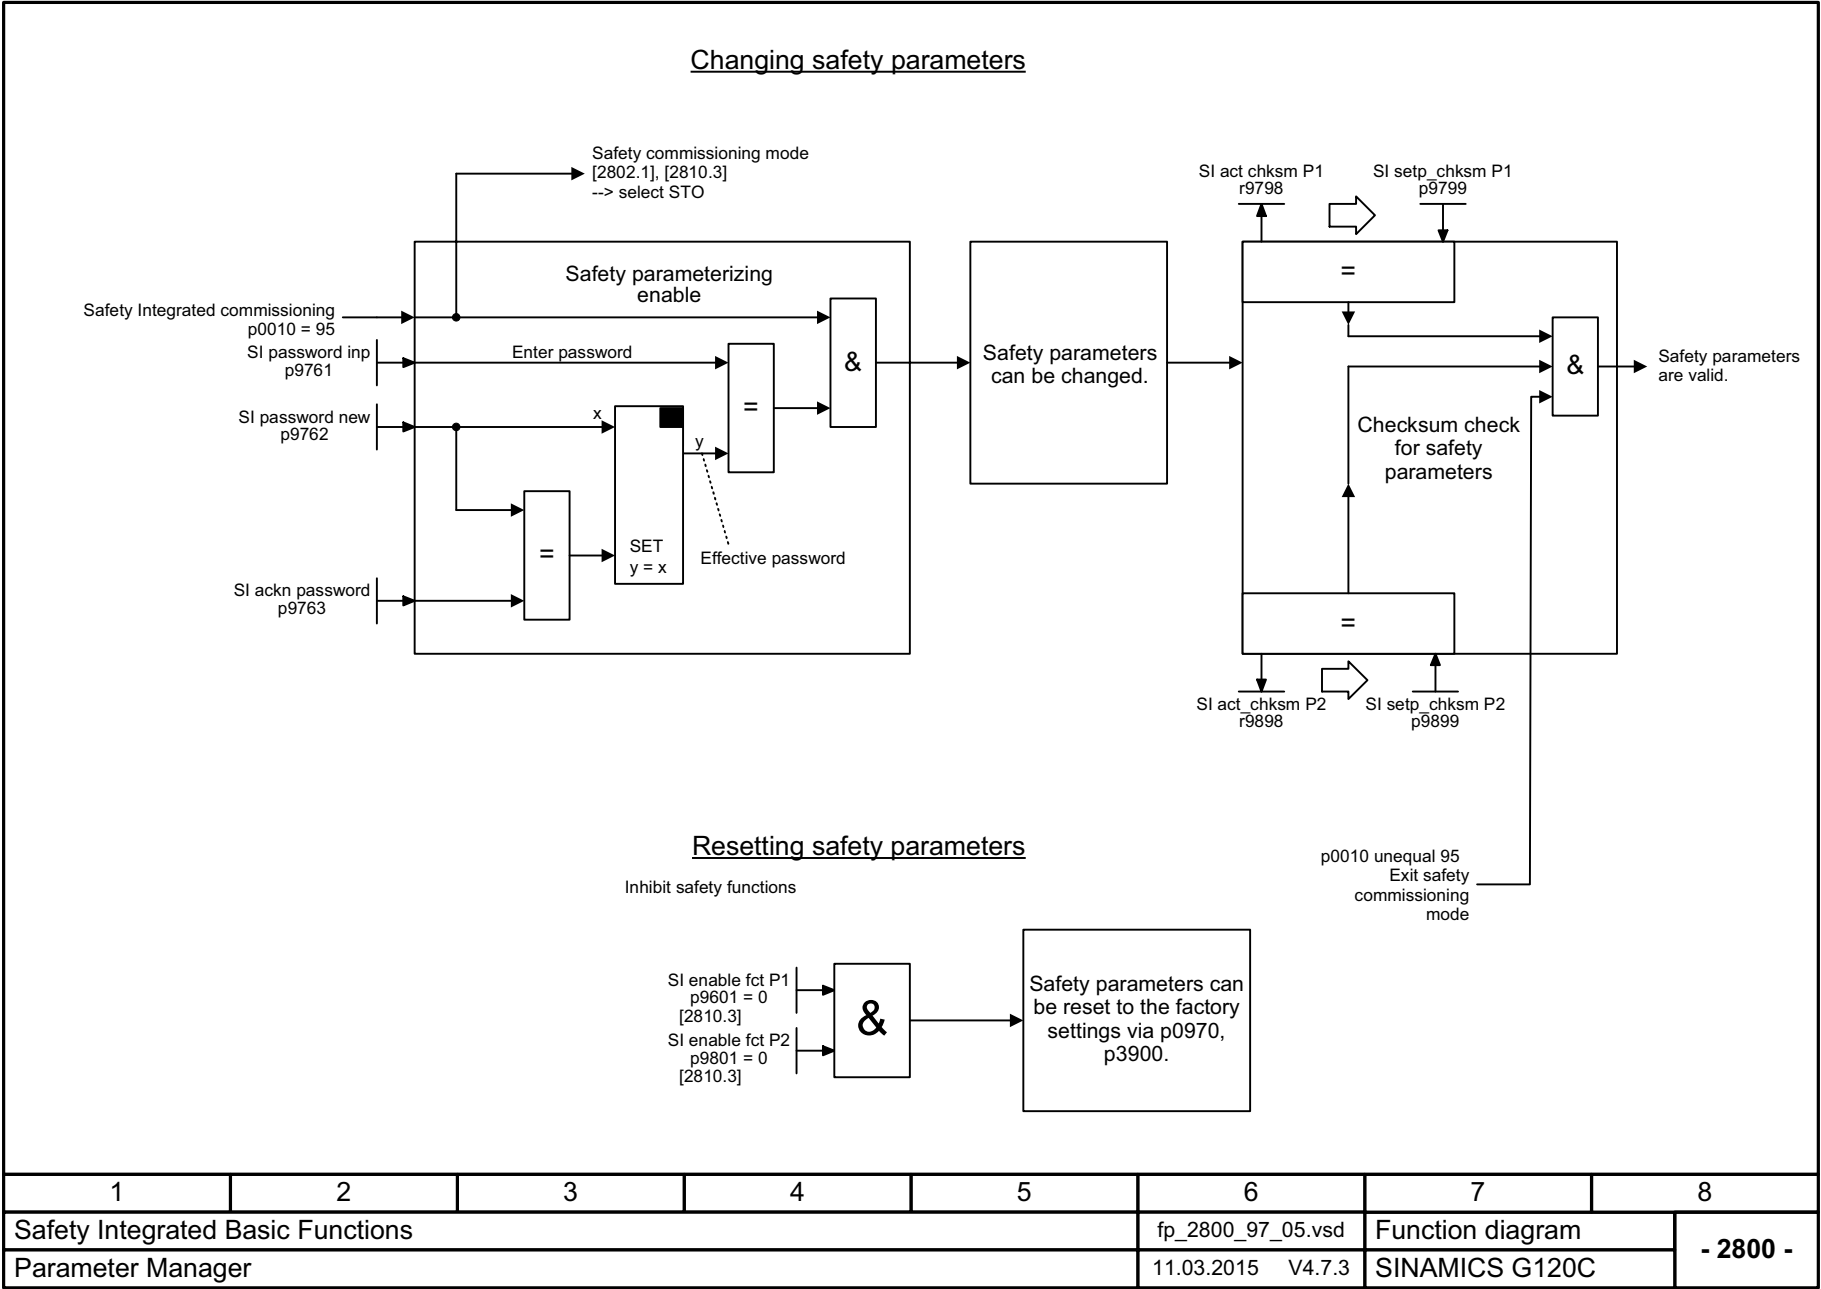 Changing safety parameters
Safety commissioning mode
[2802.1], [2810.3]
--> select STO
SI act chksm P1
r9798
SI setp_chksm P1
p9799
Safety parameterizing
enable
=
Safety Integrated commissioning
p0010 = 95
SI password inp
p9761
Enter password
&
Safety parameters
can be changed.
&
Safety parameters
are valid.
SI password new
p9762
x
=
y
Checksum check
for safety
parameters
=
SET
y = x
Effective password
SI ackn password
p9763
=
SI act_chksm P2
r9898
SI setp_chksm P2
p9899
Resetting safety parameters
Inhibit safety functions
p0010 unequal 95
Exit safety
commissioning
mode
SI enable fct P1
p9601 = 0
[2810.3]
SI enable fct P2
p9801 = 0
[2810.3]
&
Safety parameters can
be reset to the factory
settings via p0970,
p3900.
1 2 3 4 5 6 7 8
Safety Integrated Basic Functions
fp_2800_97_05.vsd
Function diagram
- 2800 -
Parameter Manager
11.03.2015 V4.7.3
SINAMICS G120C